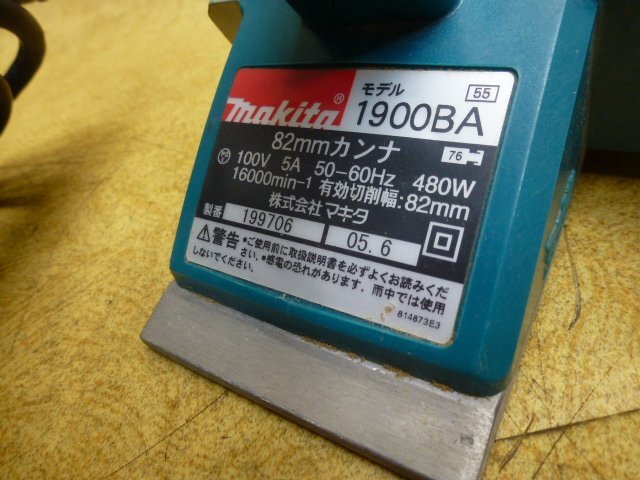 makita® モデル 1900BA 55
82mmカンナ 76
100V 5A 50-60Hz 480W
16000min-1 有効切削幅:82mm
株式会社マキタ
製番 199706 05.6
⚠警告 •ご使用前に取扱説明書を必ずよくお読みくだ
さい。•感電の恐れがあります。雨中では使用
しないでください。
814873E3